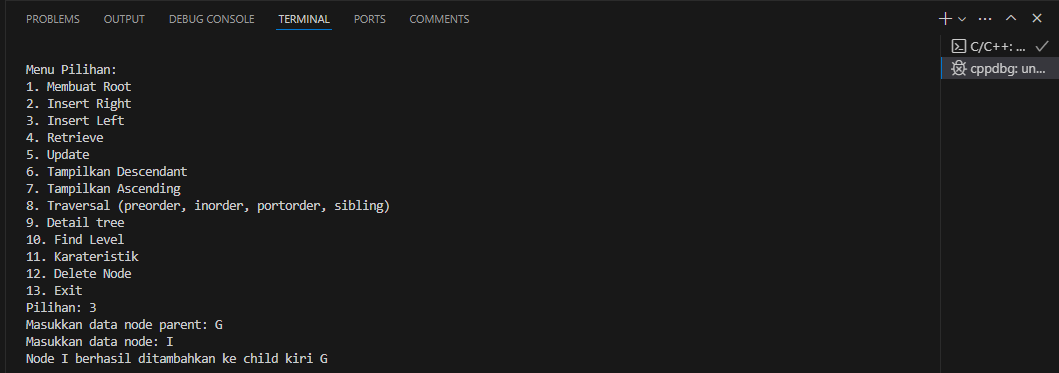 PROBLEMS OUTPUT DEBUG CONSOLE TERMINAL PORTS COMMENTS
C/C++: ...
cppdbg: un...
Menu Pilihan:
1. Membuat Root
2. Insert Right
3. Insert Left
4. Retrieve
5. Update
6. Tampilkan Descendant
7. Tampilkan Ascending
8. Traversal (preorder, inorder, portorder, sibling)
9. Detail tree
10. Find Level
11. Karateristik
12. Delete Node
13. Exit
Pilihan: 3
Masukkan data node parent: G
Masukkan data node: I
Node I berhasil ditambahkan ke child kiri G